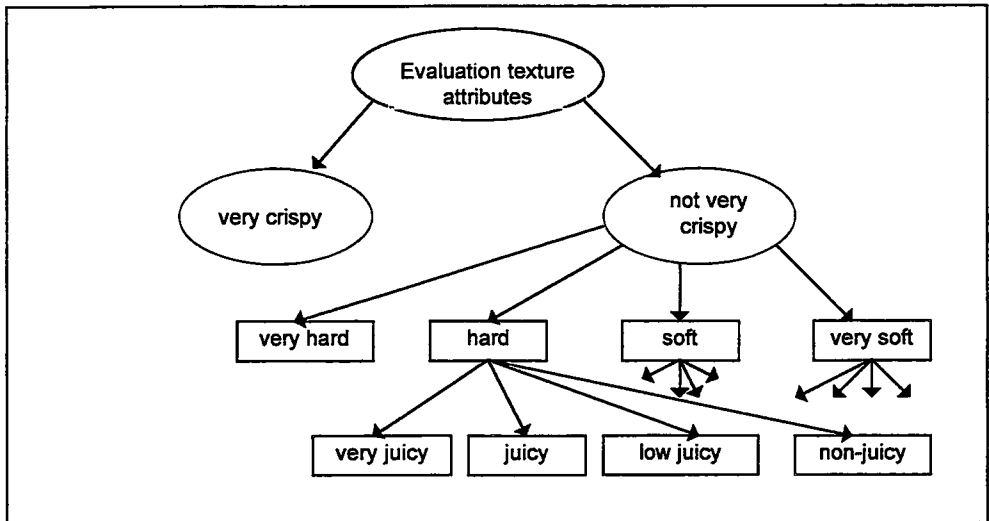 Evaluation texture
attributes
very crispy
not very
crispy
very hard
hard
soft
very soft
very juicy
juicy
low juicy
non-juicy